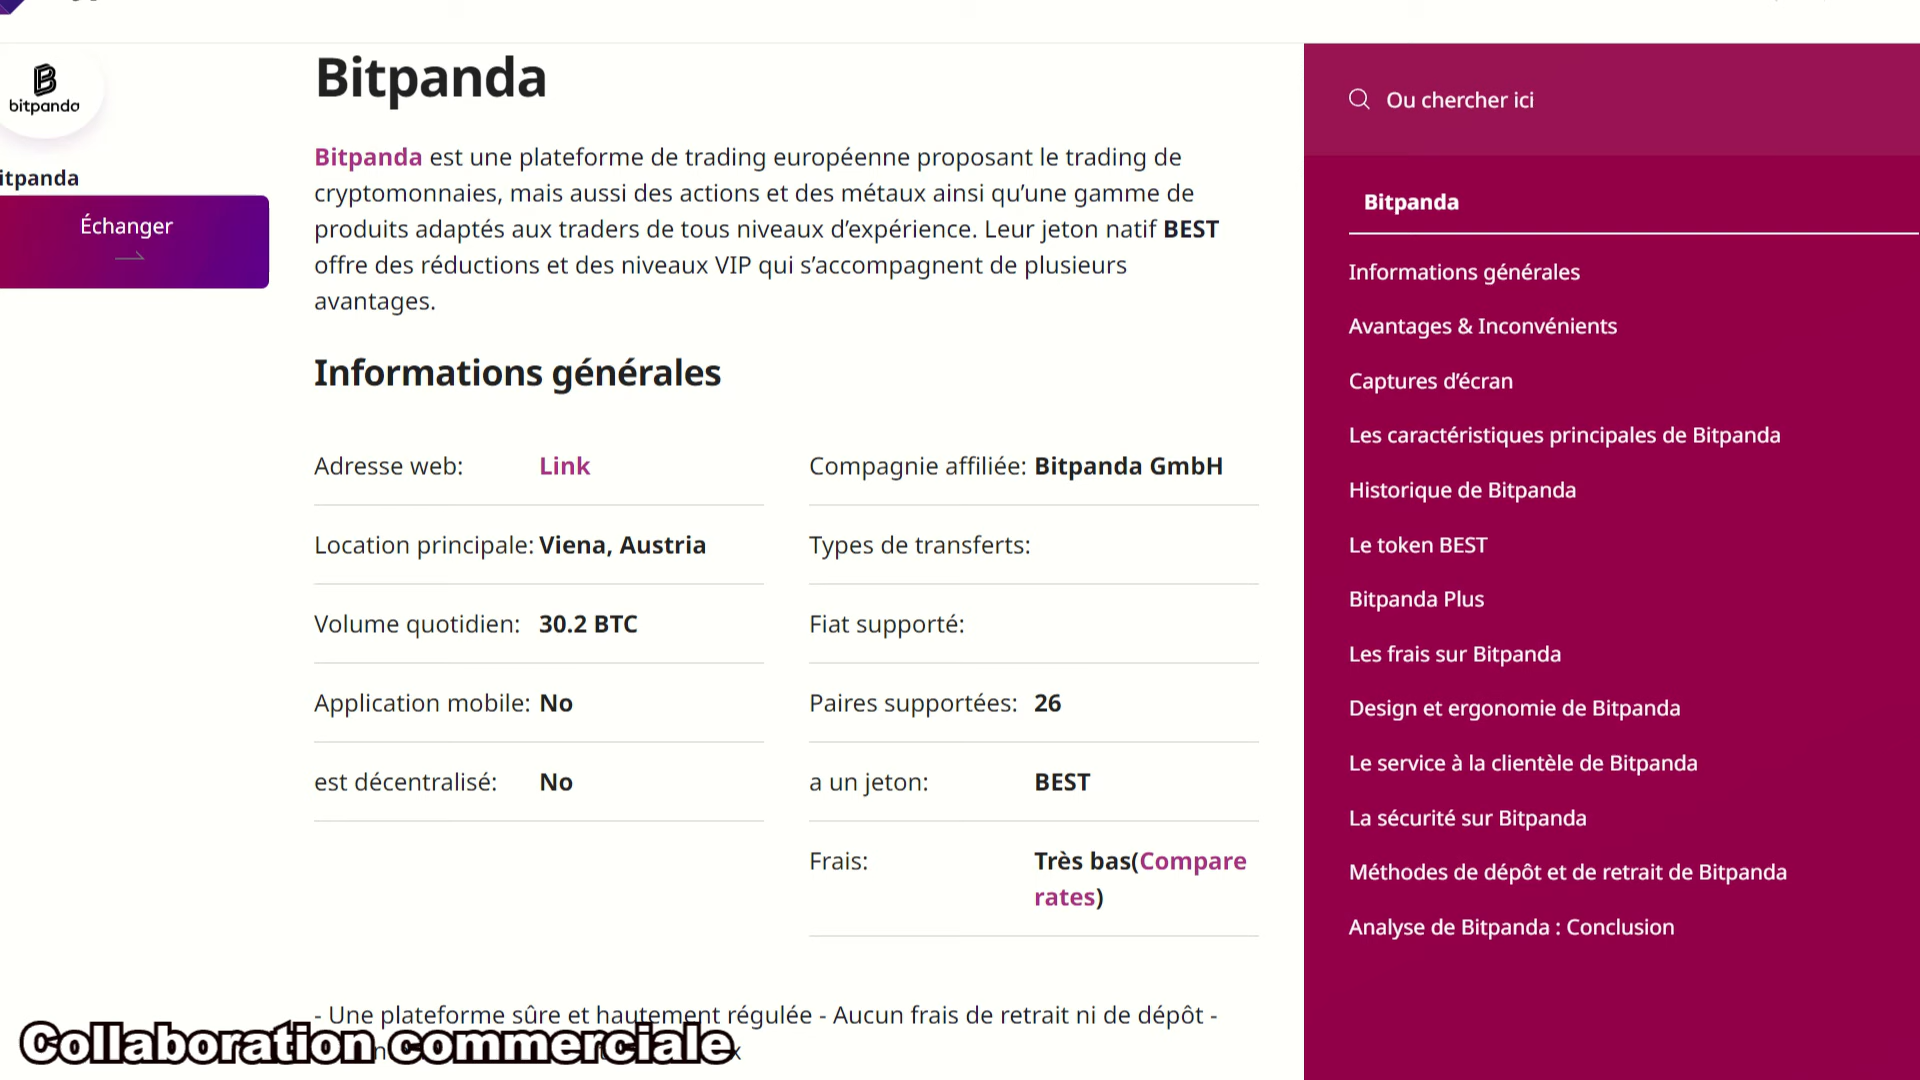 bitpanda
itpanda
Échanger
Bitpanda
Bitpanda est une plateforme de trading européenne proposant le trading de
cryptomonnaies, mais aussi des actions et des métaux ainsi qu’une gamme de
produits adaptés aux traders de tous niveaux d’expérience. Leur jeton natif BEST
offre des réductions et des niveaux VIP qui s’accompagnent de plusieurs
avantages.
Informations générales
Adresse web: Link
Location principale: Viena, Austria
Volume quotidien: 30.2 BTC
Application mobile: No
est décentralisé: No
Compagnie affiliée: Bitpanda GmbH
Types de transferts:
Fiat supporté:
Paires supportées: 26
a un jeton: BEST
Frais: Très bas(Compare
rates)
- Une plateforme sûre et hautement régulée - Aucun frais de retrait ni de dépôt -
Collaboration commerciale
Ou chercher ici
Bitpanda
Informations générales
Avantages & Inconvénients
Captures d’écran
Les caractéristiques principales de Bitpanda
Historique de Bitpanda
Le token BEST
Bitpanda Plus
Les frais sur Bitpanda
Design et ergonomie de Bitpanda
Le service à la clientèle de Bitpanda
La sécurité sur Bitpanda
Méthodes de dépôt et de retrait de Bitpanda
Analyse de Bitpanda : Conclusion